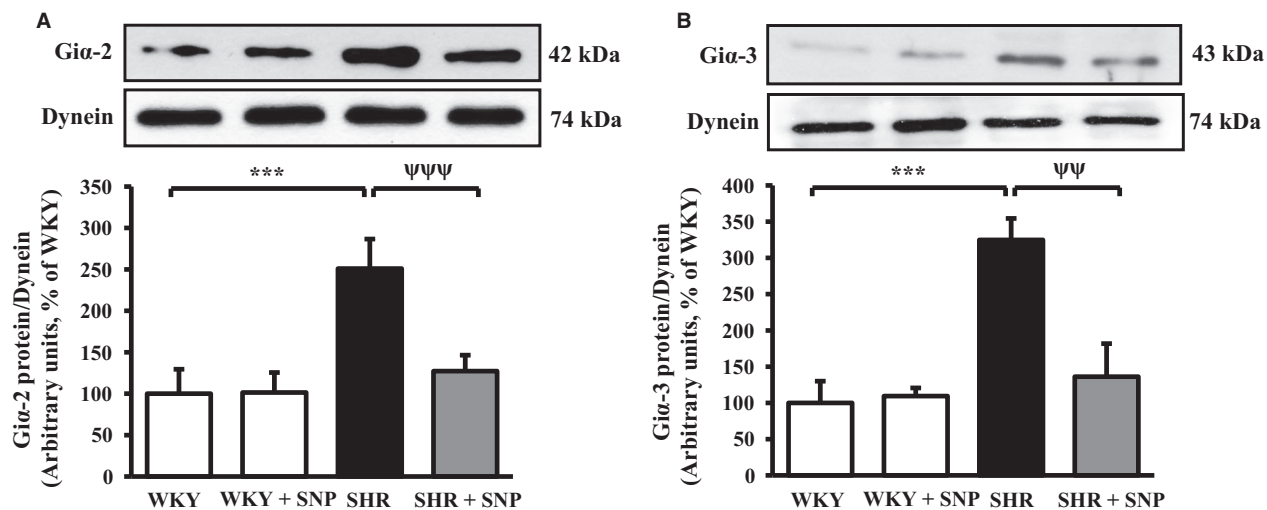 A
Giα-2
42 kDa
Dynein
74 kDa
***
ψψψ
Giα-2 protein/Dynein
(Arbitrary units, % of WKY)
350
300
250
200
150
100
50
0
WKY
WKY + SNP
SHR
SHR + SNP
B
Giα-3
43 kDa
Dynein
74 kDa
***
ψψ
Giα-3 protein/Dynein
(Arbitrary units, % of WKY)
400
350
300
250
200
150
100
50
0
WKY
WKY + SNP
SHR
SHR + SNP